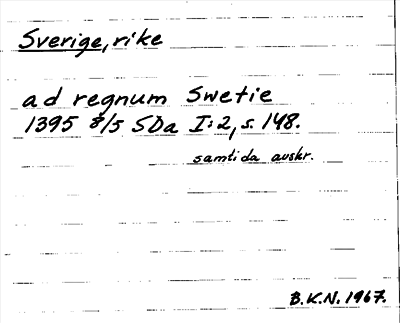 Sverige, rike
ad regnum Swetie
1395 8/5 SDa I:2, s. 148.
samtida avskr.
B.K.N. 1967.